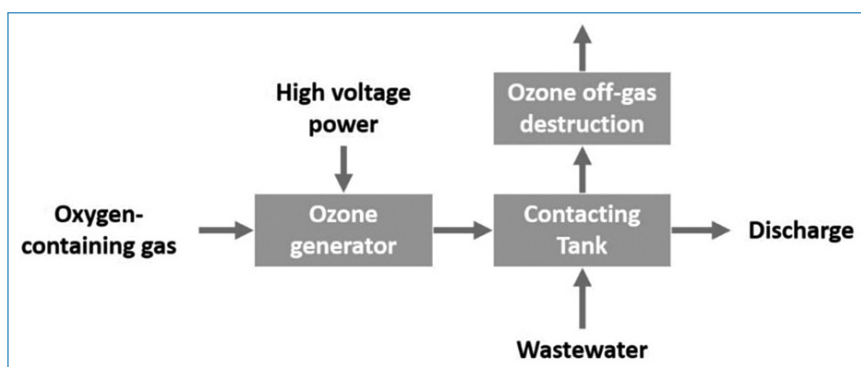 High voltage
power
Ozone off-gas
destruction
Oxygen-
containing gas
Ozone
generator
Contacting
Tank
Discharge
Wastewater